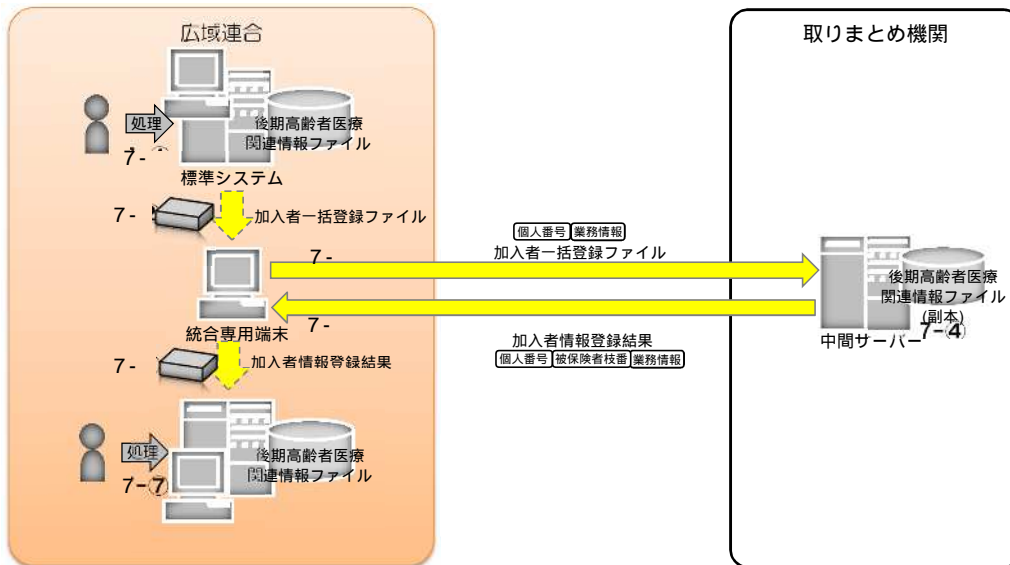 広域連合
処理
後期高齢者医療
関連情報ファイル
7-
標準システム
7-
加入者一括登録ファイル
7-
統合専用端末
7-
7-
加入者情報登録結果
処理
7-⑦
後期高齢者医療
関連情報ファイル
個人番号 業務情報
加入者一括登録ファイル
加入者情報登録結果
個人番号 被保険者枝番 業務情報
取りまとめ機関
後期高齢者医療
関連情報ファイル
(副本)
7-④
中間サーバー